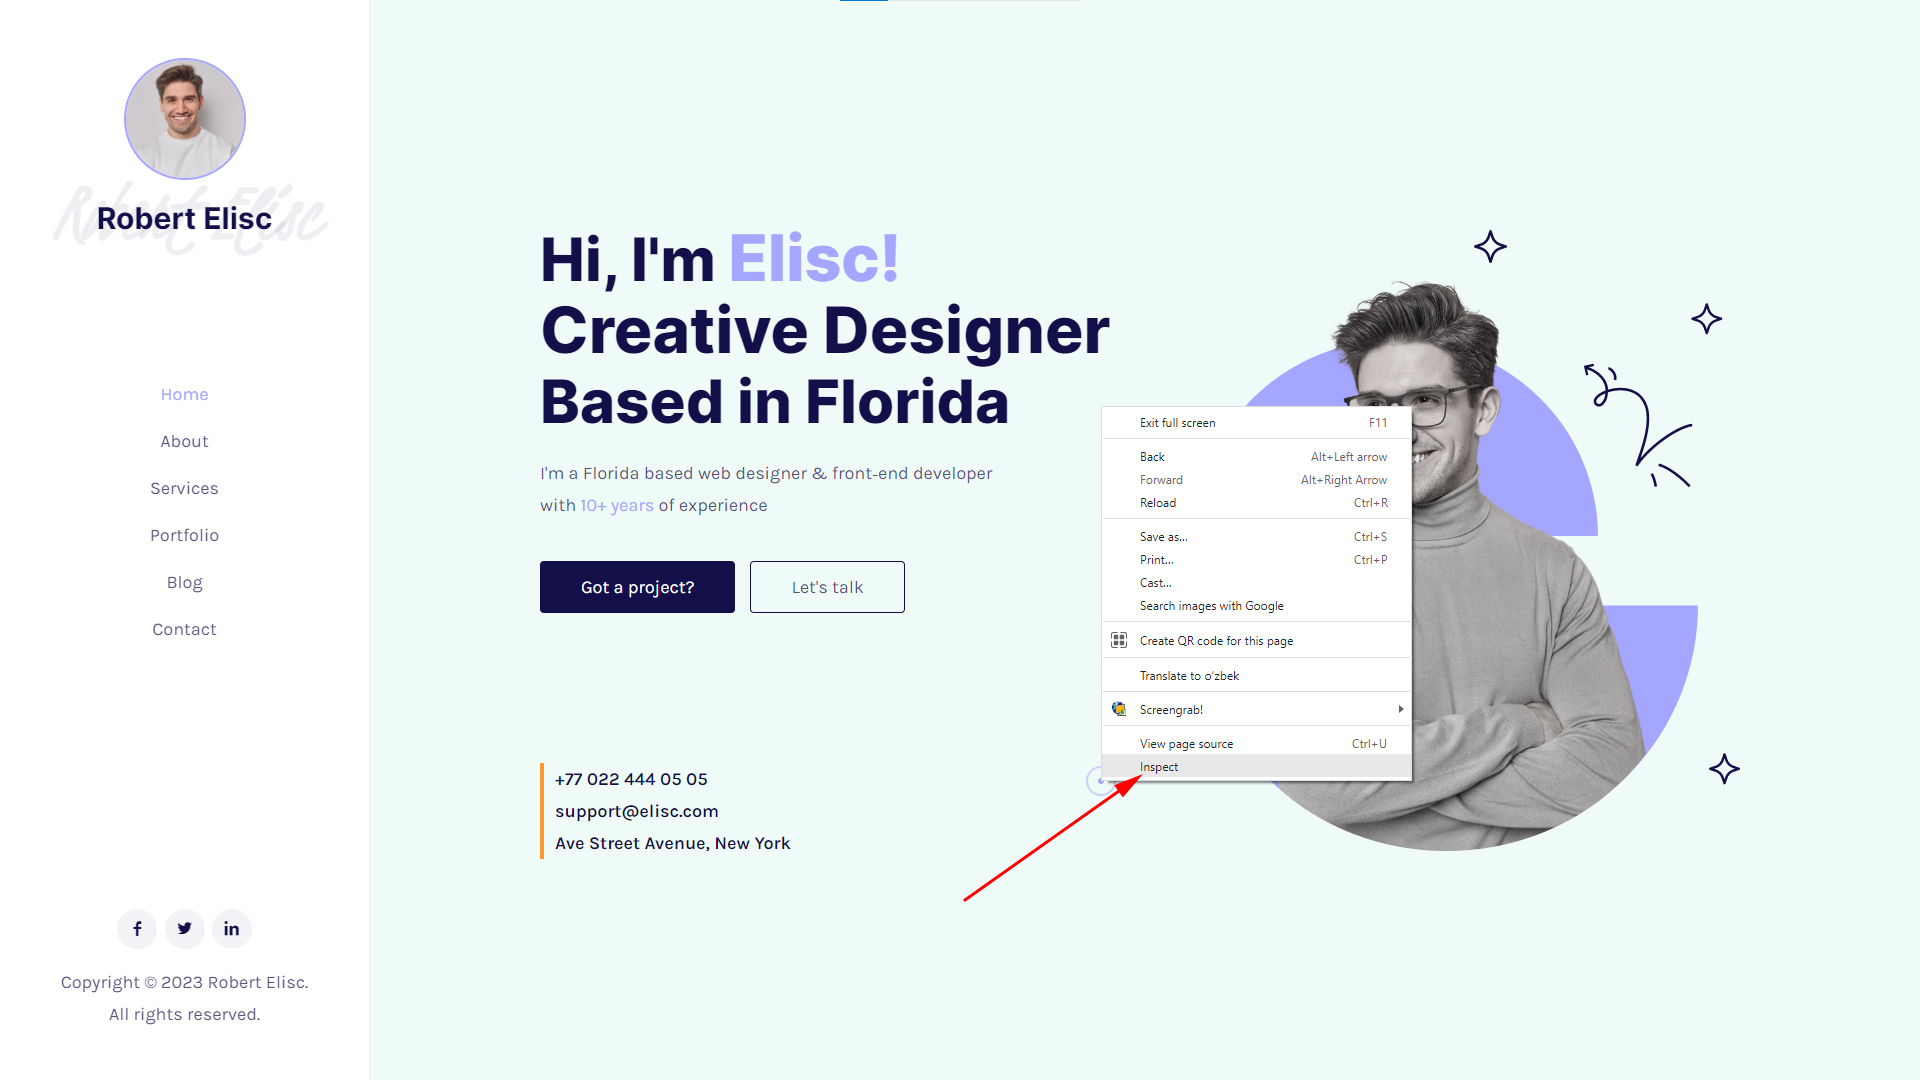 Robert Elisc
Robert Elisc
Home
About
Services
Portfolio
Blog
Contact
Copyright © 2023 Robert Elisc.
All rights reserved.
Hi, I'm Elisc!
Creative Designer
Based in Florida
I'm a Florida based web designer & front-end developer
with 10+ years of experience
Got a project?
Let's talk
+77 022 444 05 05
support@elisc.com
Ave Street Avenue, New York
Exit full screen F11
Back Alt+Left arrow
Forward Alt+Right Arrow
Reload Ctrl+R
Save as... Ctrl+S
Print... Ctrl+P
Cast...
Search images with Google
Create QR code for this page
Translate to o‘zbek
Screengrab!
View page source Ctrl+U
Inspect